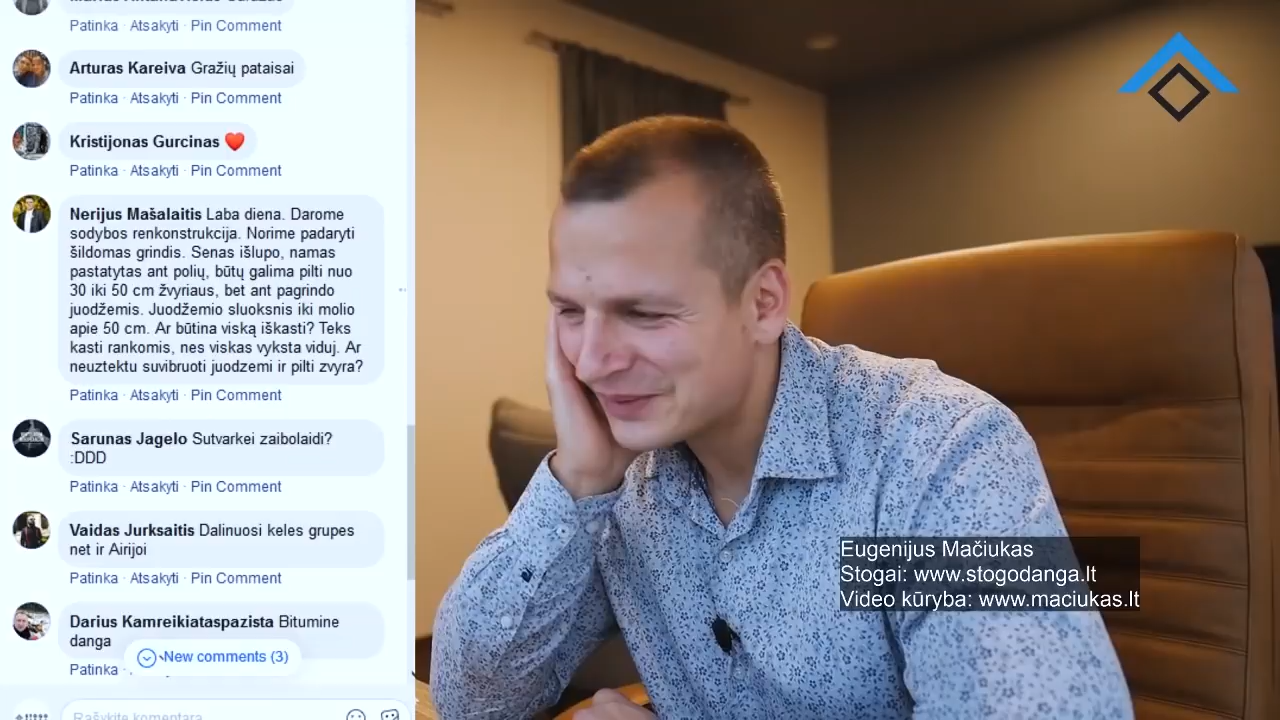 Patinka · Atsakyti · Pin Comment
Arturas Kareiva Gražių pataisai
Patinka · Atsakyti · Pin Comment
Kristijonas Gurcinas ❤️
Patinka · Atsakyti · Pin Comment
Nerijus Mašalaitis Laba diena. Darome
sodybos renkonstrukcija. Norime padaryti
šildomas grindis. Senas išlupo, namas
pastatytas ant polių, būtų galima pilti nuo
30 iki 50 cm žvyriaus, bet ant pagrindo
juodžemis. Juodžemio sluoksnis iki molio
apie 50 cm. Ar būtina viską iškasti? Teks
kasti rankomis, nes viskas vyksta viduj. Ar
neuztektu suvibruoti juodzemi ir pilti zvyra?
Patinka · Atsakyti · Pin Comment
Sarunas Jagelo Sutvarkei zaibolaidi?
:DDD
Patinka · Atsakyti · Pin Comment
Vaidas Jurksaitis Dalinuosi keles grupes
net ir Airijoi
Patinka · Atsakyti · Pin Comment
Darius Kamreikiataspazista Bitumine
danga
New comments (3)
Patinka ·
Rašykite komentarą
Eugenijus Mačiukas
Stogai: www.stogodanga.lt
Video kūryba: www.maciukas.lt